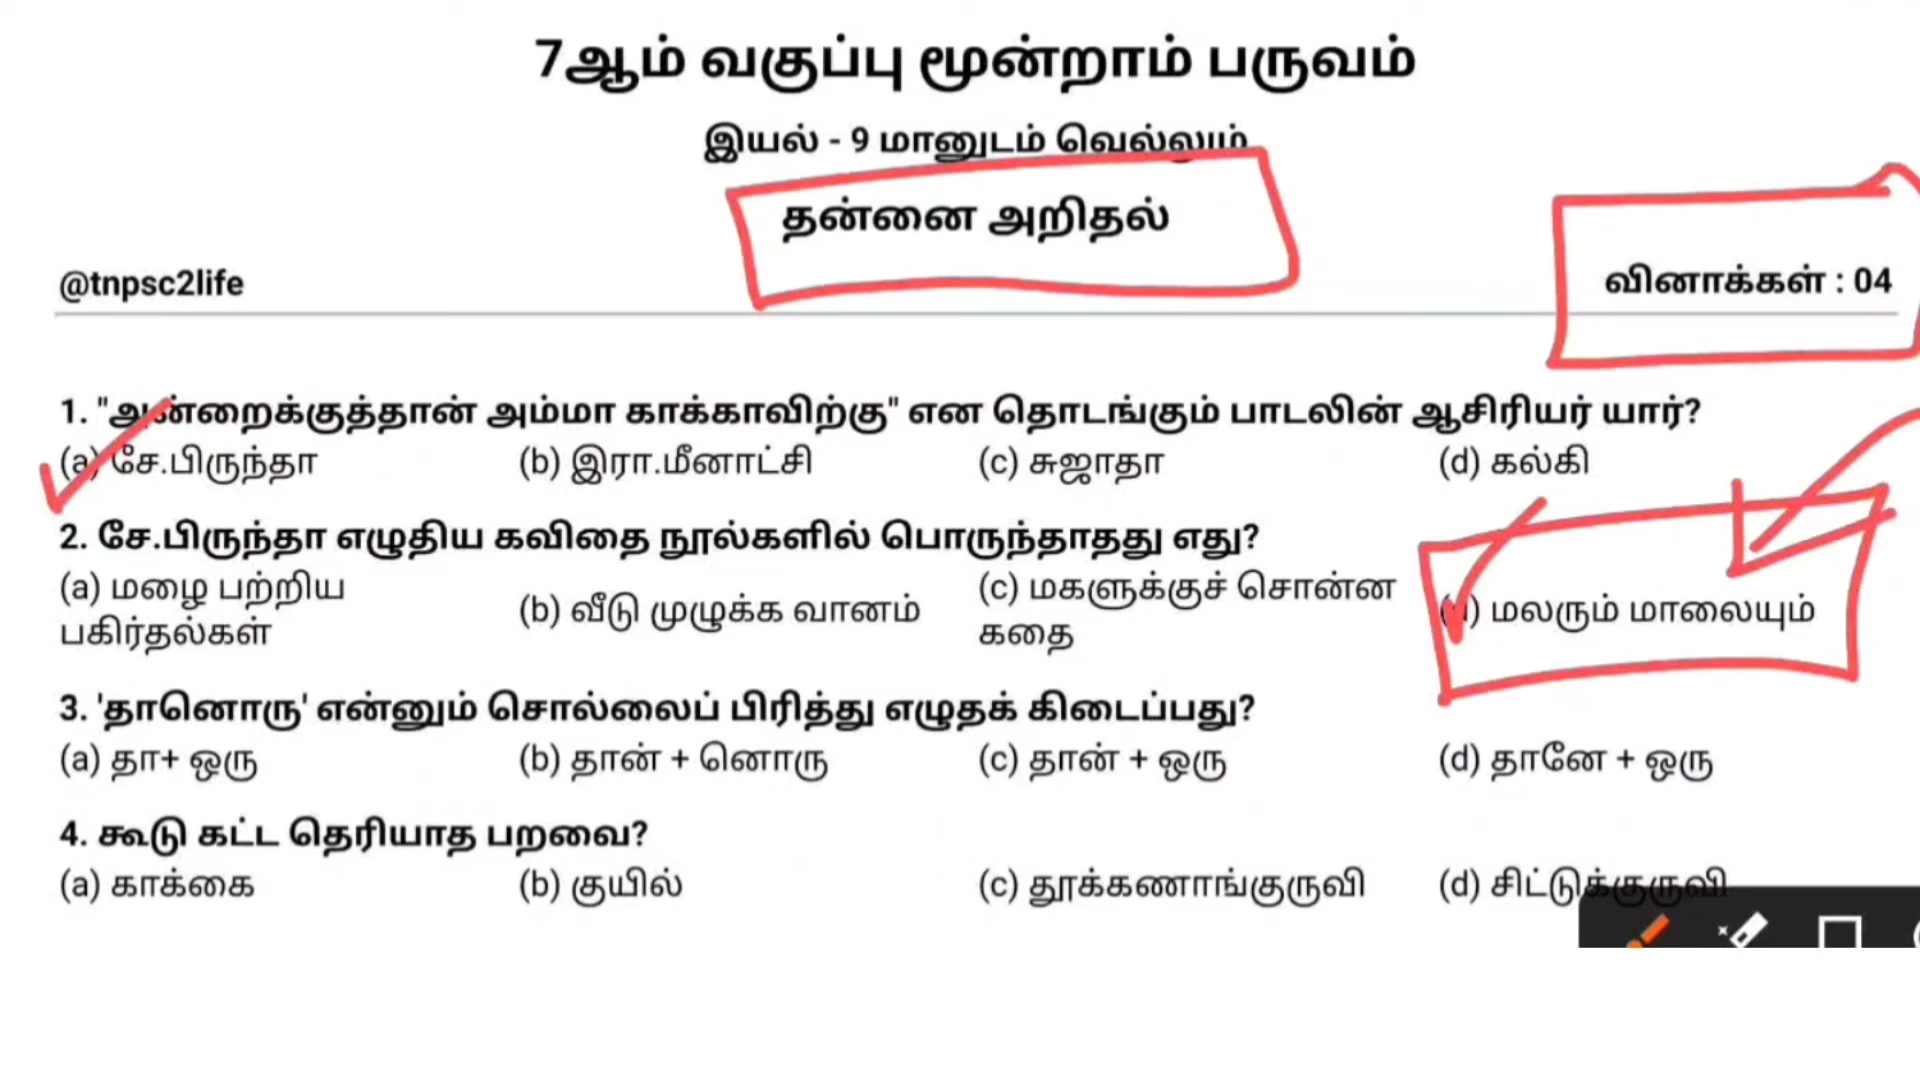 7ஆம் வகுப்பு மூன்றாம் பருவம்
இயல் - 9 மானுடம் வெல்லும்
தன்னை அறிதல்
@tnpsc2life
வினாக்கள் : 04
1. "அன்றைக்குத்தான் அம்மா காக்காவிற்கு" என தொடங்கும் பாடலின் ஆசிரியர் யார்?
(a) சே.பிருந்தா (b) இரா.மீனாட்சி (c) சுஜாதா (d) கல்கி
2. சே.பிருந்தா எழுதிய கவிதை நூல்களில் பொருந்தாதது எது?
(a) மழை பற்றிய பகிர்தல்கள் (b) வீடு முழுக்க வானம் (c) மகளுக்குச் சொன்ன கதை (d) மலரும் மாலையும்
3. 'தானொரு' என்னும் சொல்லைப் பிரித்து எழுதக் கிடைப்பது?
(a) தா+ ஒரு (b) தான் + னொரு (c) தான் + ஒரு (d) தானே + ஒரு
4. கூடு கட்ட தெரியாத பறவை?
(a) காக்கை (b) குயில் (c) தூக்கணாங்குருவி (d) சிட்டுக்குருவி